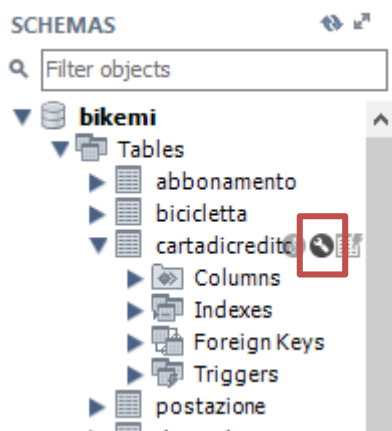 SCHEMAS
Filter objects
bikemi
Tables
abbonamento
bicicletta
cartadicredito
Columns
Indexes
Foreign Keys
Triggers
postazione